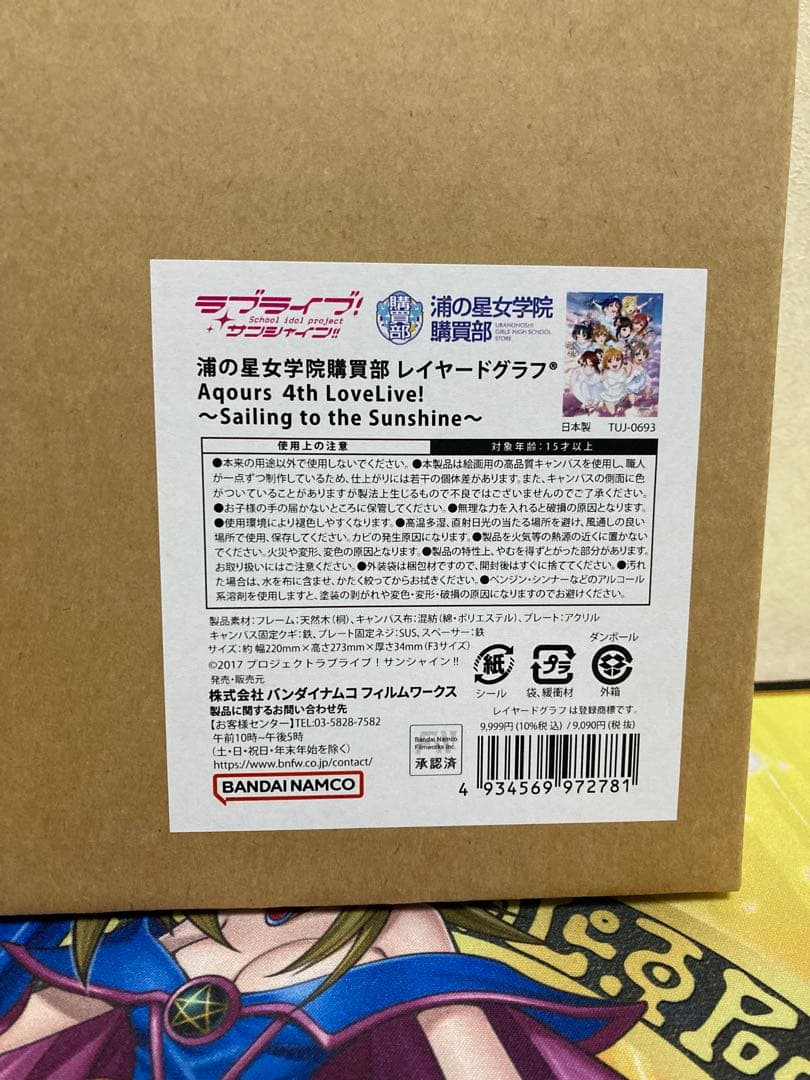 ラブライブ!
School idol project
サンシャイン!!
購買部
浦の星女学院
購買部
URANOHOSHI GIRLS' HIGH SCHOOL STORE
浦の星女学院購買部 レイヤードグラフ®
Aqours 4th LoveLive!
～Sailing to the Sunshine～
日本製 TUJ-0693
使用上の注意 対象年齢:15才以上
●本来の用途以外で使用しないでください。●本製品は絵画用の高品質キャンバスを使用し、職人
が一点ずつ制作しているため、仕上がりには若干の個体差があります。また、キャンバスの側面に色
がついていることがありますが製法上生じるもので不良ではございませんのでご了承ください。
●お子様の手の届かないところに保管してください。●無理な力を入れると破損の原因となります。
●使用環境により褪色しやすくなります。●高温多湿、直射日光の当たる場所を避け、風通しの良い
場所で使用、保存してください。カビの発生原因になります。●製品を火気等の熱源の近くに置かない
でください。火災や変形、変色の原因となります。●製品の特性上、やむを得ずとがった部分があります。
お取り扱いにはご注意ください。●外装袋は梱包材ですので、開封後はすぐに捨ててください。●汚れ
た場合は、水を布に含ませ、かたく絞ってからお拭きください。●ベンジン・シンナーなどのアルコール
系溶剤を使用しますと、塗装の剥がれや変色・変形・破損の原因になりますのでお避けください。
製品素材:フレーム:天然木(桐)、キャンバス布:混紡(綿・ポリエステル)、プレート:アクリル
キャンバス固定クギ:鉄、プレート固定ネジ:SUS、スペーサー:鉄
サイズ:約 幅220mm×高さ273mm×厚さ34mm(F3サイズ)
©2017 プロジェクトラブライブ!サンシャイン!!
発売・販売元
株式会社 バンダイナムコ フィルムワークス
製品に関するお問い合わせ先
【お客様センター】TEL:03-5828-7582
午前10時～午後5時
(土・日・祝日・年末年始を除く)
https://www.bnfw.co.jp/contact/
BANDAI NAMCO
紙
シール
プラ
袋、緩衝材
ダンボール
外箱
レイヤードグラフは登録商標です。
9,999円(10%税込)/9,090円(税抜)
Bandai Namco
Filmworks Inc.
承認済
4 934569 972781